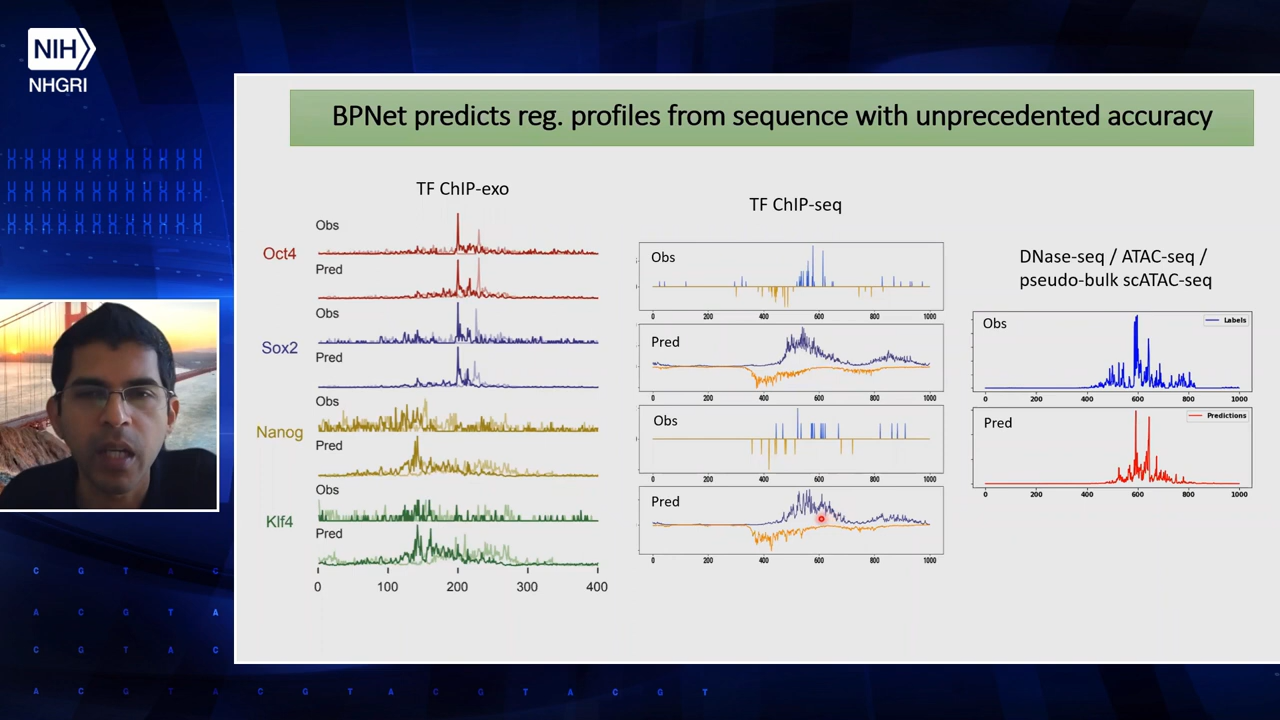 NIH
NHGRI
BPNet predicts reg. profiles from sequence with unprecedented accuracy
TF ChIP-exo
Oct4
Obs
Pred
Sox2
Obs
Pred
Nanog
Obs
Pred
Klf4
Obs
Pred
0 100 200 300 400
TF ChIP-seq
Obs
0 200 400 600 800 1000
Pred
0 200 400 600 800 1000
Obs
0 200 400 600 800 1000
Pred
0 200 400 600 800 1000
DNase-seq / ATAC-seq /
pseudo-bulk scATAC-seq
Obs
Labels
0 200 400 600 800 1000
Pred
Predictions
0 200 400 600 800 1000
C G T A C
A C G T A
C G T A C
A C G T A C G T A C G T A C G T